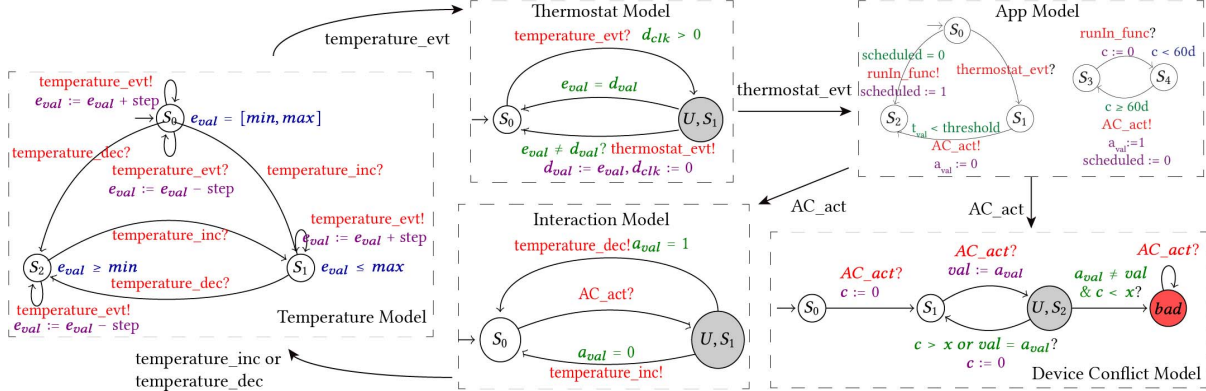 temperature_evt
Thermostat Model
temperature_evt? d_clk > 0
e_val = d_val
S_0
U, S_1
e_val ≠ d_val? thermostat_evt!
d_val := e_val, d_clk := 0
thermostat_evt
App Model
S_0
scheduled = 0
runIn_func!
scheduled := 1
thermostat_evt?
S_2
S_1
t_val < threshold
AC_act!
a_val := 0
runIn_func?
c := 0
c < 60d
S_3
S_4
c ≥ 60d
AC_act!
a_val:=1
scheduled := 0
temperature_evt!
e_val := e_val + step
S_0
e_val = [min, max]
temperature_dec?
temperature_evt?
e_val := e_val − step
temperature_inc?
temperature_evt!
e_val := e_val + step
temperature_inc?
S_2
e_val ≥ min
S_1
e_val ≤ max
temperature_dec?
temperature_evt!
e_val := e_val − step
Temperature Model
temperature_inc or
temperature_dec
AC_act
AC_act
Interaction Model
temperature_dec! a_val = 1
AC_act?
S_0
U, S_1
a_val = 0
temperature_inc!
AC_act?
c := 0
S_0
AC_act?
val := a_val
S_1
U, S_2
a_val ≠ val
& c < x?
AC_act?
bad
c > x or val = a_val?
c := 0
Device Conflict Model